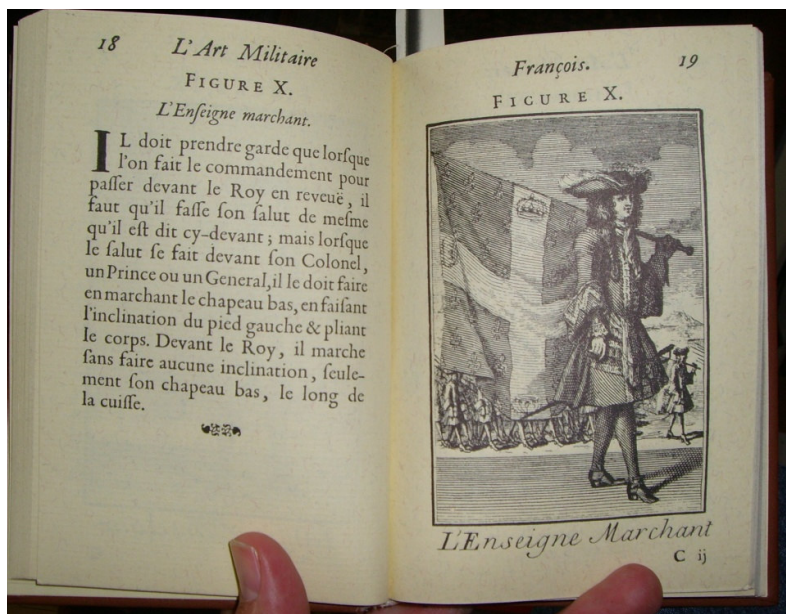 18 L'Art Militaire
FIGURE X.
L'Enſeigne marchant.
IL doit prendre garde que lorſque
l'on fait le commandement pour
paſſer devant le Roy en reveuë, il
faut qu'il faſſe ſon ſalut de meſme
qu'il eſt dit cy-devant; mais lorſque
le ſalut ſe fait devant ſon Colonel,
un Prince ou un General, il le doit faire
en marchant le chapeau bas, en faiſant
l'inclination du pied gauche & pliant
le corps. Devant le Roy, il marche
ſans faire aucune inclination, ſeule-
ment ſon chapeau bas, le long de
la cuiſſe.
François. 19
FIGURE X.
L'Enseigne Marchant
C ij